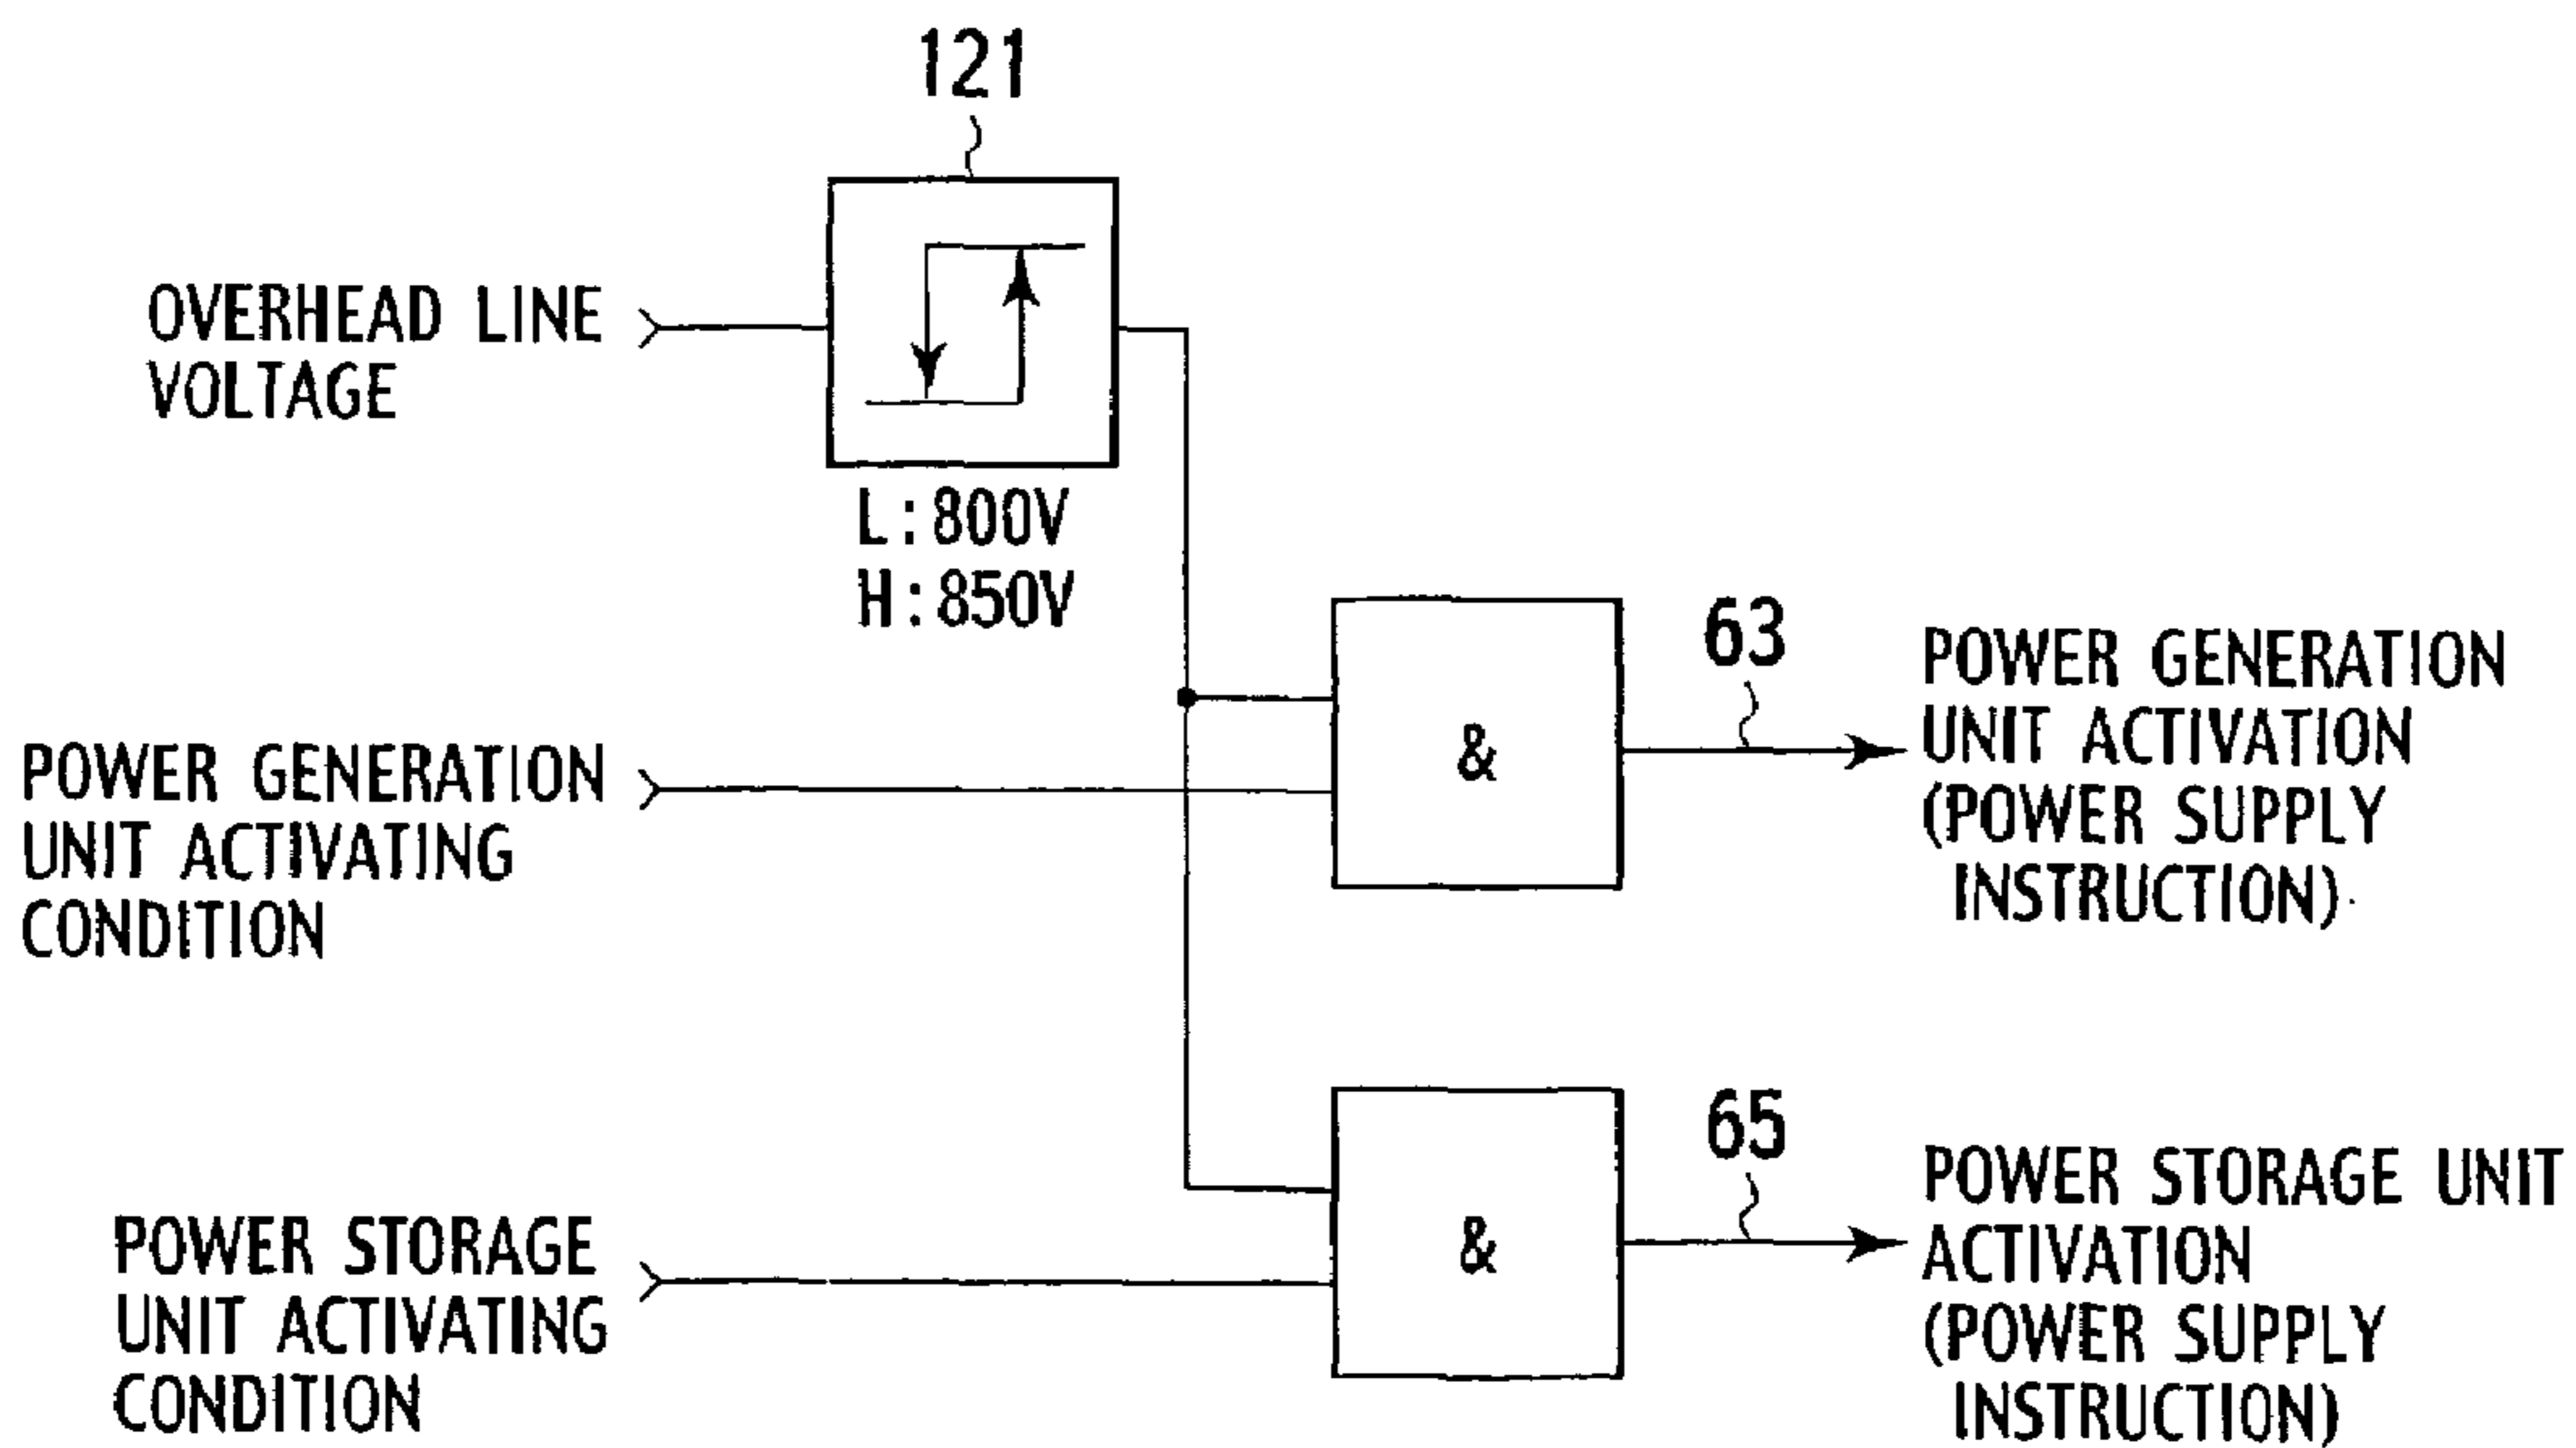 121
OVERHEAD LINE
VOLTAGE
L:800V
H:850V
POWER GENERATION
UNIT ACTIVATING
CONDITION
&
63
POWER GENERATION
UNIT ACTIVATION
(POWER SUPPLY
INSTRUCTION)
POWER STORAGE
UNIT ACTIVATING
CONDITION
&
65
POWER STORAGE UNIT
ACTIVATION
(POWER SUPPLY
INSTRUCTION)